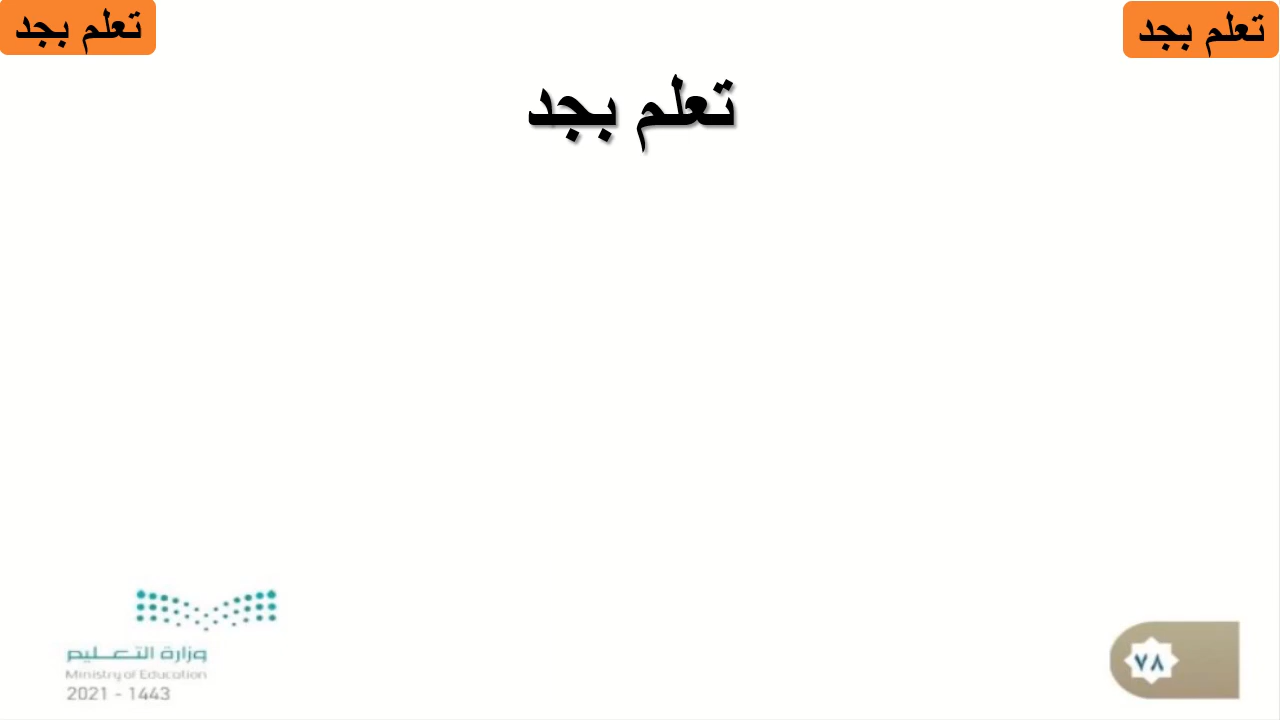 تعلم بجد
تعلم بجد
تعلم بجد
وزارة التعليم
Ministry of Education
2021 - 1443
٧٨